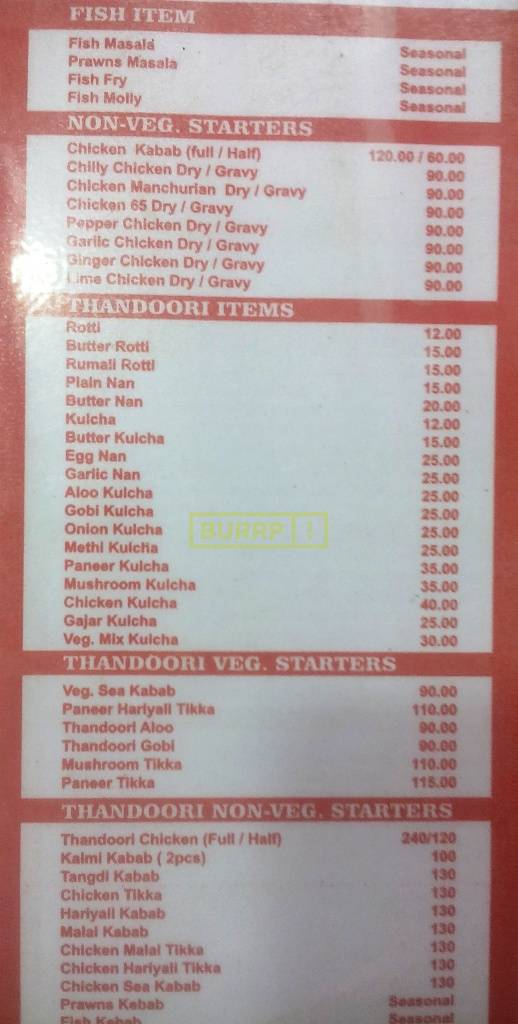 FISH ITEM
Fish Masala Seasonal
Prawns Masala Seasonal
Fish Fry Seasonal
Fish Molly Seasonal
NON-VEG. STARTERS
Chicken Kabab (full / Half) 120.00 / 60.00
Chilly Chicken Dry / Gravy 90.00
Chicken Manchurian Dry / Gravy 90.00
Chicken 65 Dry / Gravy 90.00
Pepper Chicken Dry / Gravy 90.00
Garlic Chicken Dry / Gravy 90.00
Ginger Chicken Dry / Gravy 90.00
Lime Chicken Dry / Gravy 90.00
THANDOORI ITEMS
Rotti 12.00
Butter Rotti 15.00
Rumali Rotti 15.00
Plain Nan 15.00
Butter Nan 20.00
Kulcha 12.00
Butter Kulcha 15.00
Egg Nan 25.00
Garlic Nan 25.00
Aloo Kulcha 25.00
Gobi Kulcha 25.00
Onion Kulcha 25.00
Methi Kulcha 25.00
Paneer Kulcha 35.00
Mushroom Kulcha 35.00
Chicken Kulcha 40.00
Gajar Kulcha 25.00
Veg. Mix Kulcha 30.00
BURRP !
THANDOORI VEG. STARTERS
Veg. Sea Kabab 90.00
Paneer Hariyali Tikka 110.00
Thandoori Aloo 90.00
Thandoori Gobi 90.00
Mushroom Tikka 110.00
Paneer Tikka 115.00
THANDOORI NON-VEG. STARTERS
Thandoori Chicken (Full / Half) 240/120
Kalmi Kabab ( 2pcs) 100
Tangdi Kabab 130
Chicken Tikka 130
Hariyali Kabab 130
Malai Kabab 130
Chicken Malai Tikka 130
Chicken Hariyali Tikka 130
Chicken Sea Kabab 130
Prawns Kebab Seasonal
Fish Kebab Seasonal